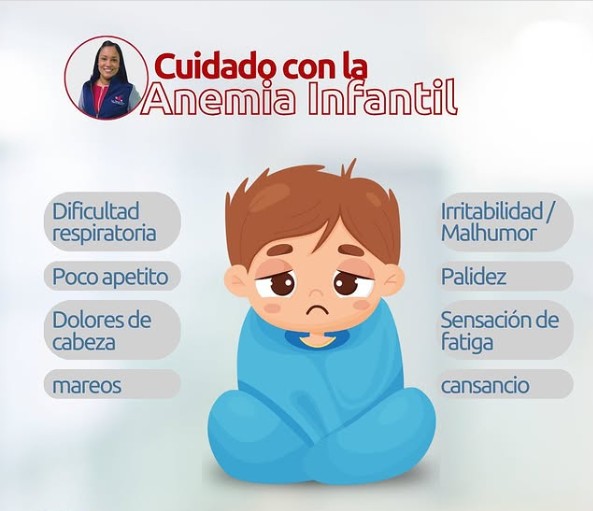 Cuidado con la
Anemia Infantil
Dificultad
respiratoria
Poco apetito
Dolores de
cabeza
mareos
Irritabilidad /
Malhumor
Palidez
Sensación de
fatiga
cansancio